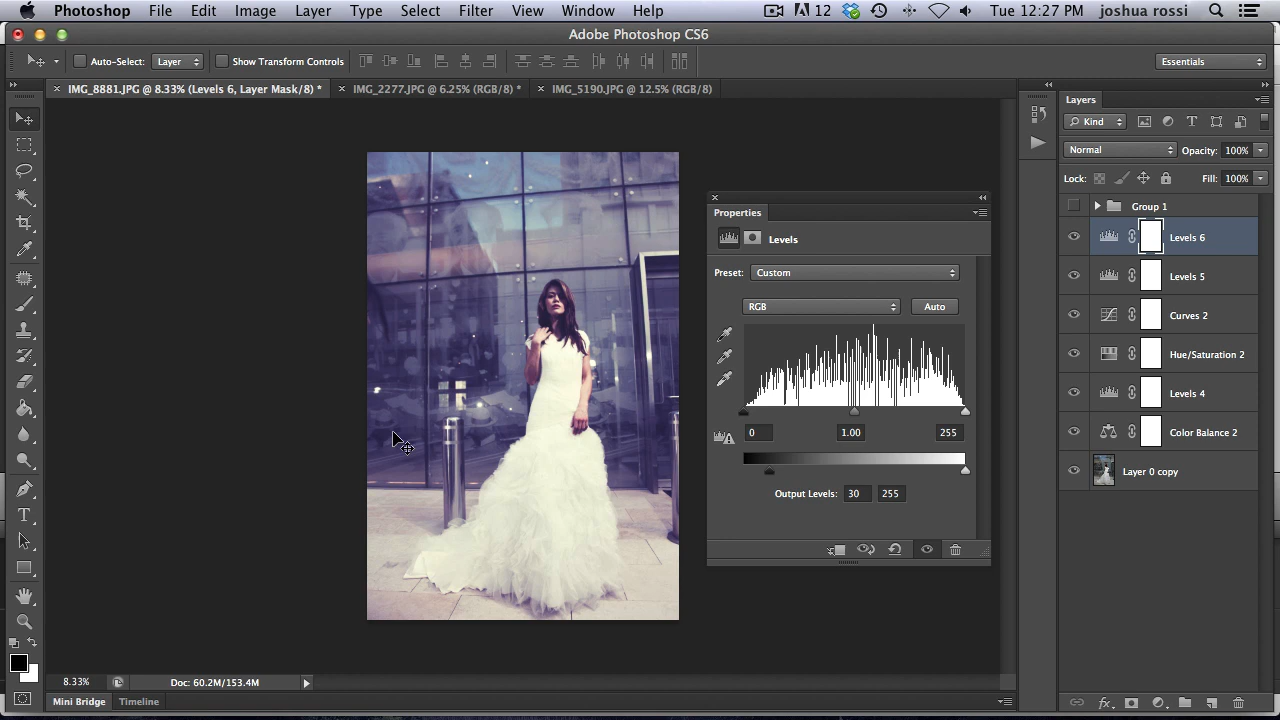 Photoshop File Edit Image Layer Type Select Filter View Window Help 12 Tue 12:27 PM joshua rossi
Adobe Photoshop CS6
Auto-Select: Layer Show Transform Controls Essentials
× IMG_8881.JPG @ 8.33% (Levels 6, Layer Mask/8) * × IMG_2277.JPG @ 6.25% (RGB/8) * × IMG_5190.JPG @ 12.5% (RGB/8)
Layers
Kind
Normal Opacity: 100%
Lock: Fill: 100%
Group 1
Levels 6
Levels 5
Curves 2
Hue/Saturation 2
Levels 4
Color Balance 2
Layer 0 copy
Properties
Levels
Preset: Custom
RGB Auto
0 1.00 255
Output Levels: 30 255
8.33% Doc: 60.2M/153.4M
Mini Bridge Timeline